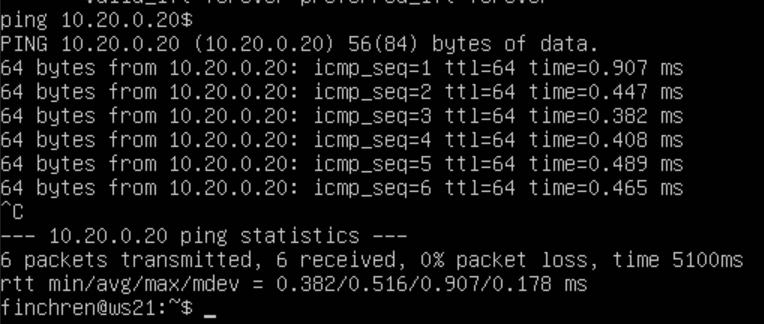 valid_lft forever preferred_lft forever
ping 10.20.0.20$
PING 10.20.0.20 (10.20.0.20) 56(84) bytes of data.
64 bytes from 10.20.0.20: icmp_seq=1 ttl=64 time=0.907 ms
64 bytes from 10.20.0.20: icmp_seq=2 ttl=64 time=0.447 ms
64 bytes from 10.20.0.20: icmp_seq=3 ttl=64 time=0.382 ms
64 bytes from 10.20.0.20: icmp_seq=4 ttl=64 time=0.408 ms
64 bytes from 10.20.0.20: icmp_seq=5 ttl=64 time=0.489 ms
64 bytes from 10.20.0.20: icmp_seq=6 ttl=64 time=0.465 ms
^C
--- 10.20.0.20 ping statistics ---
6 packets transmitted, 6 received, 0% packet loss, time 5100ms
rtt min/avg/max/mdev = 0.382/0.516/0.907/0.178 ms
finchren@ws21:~$ _